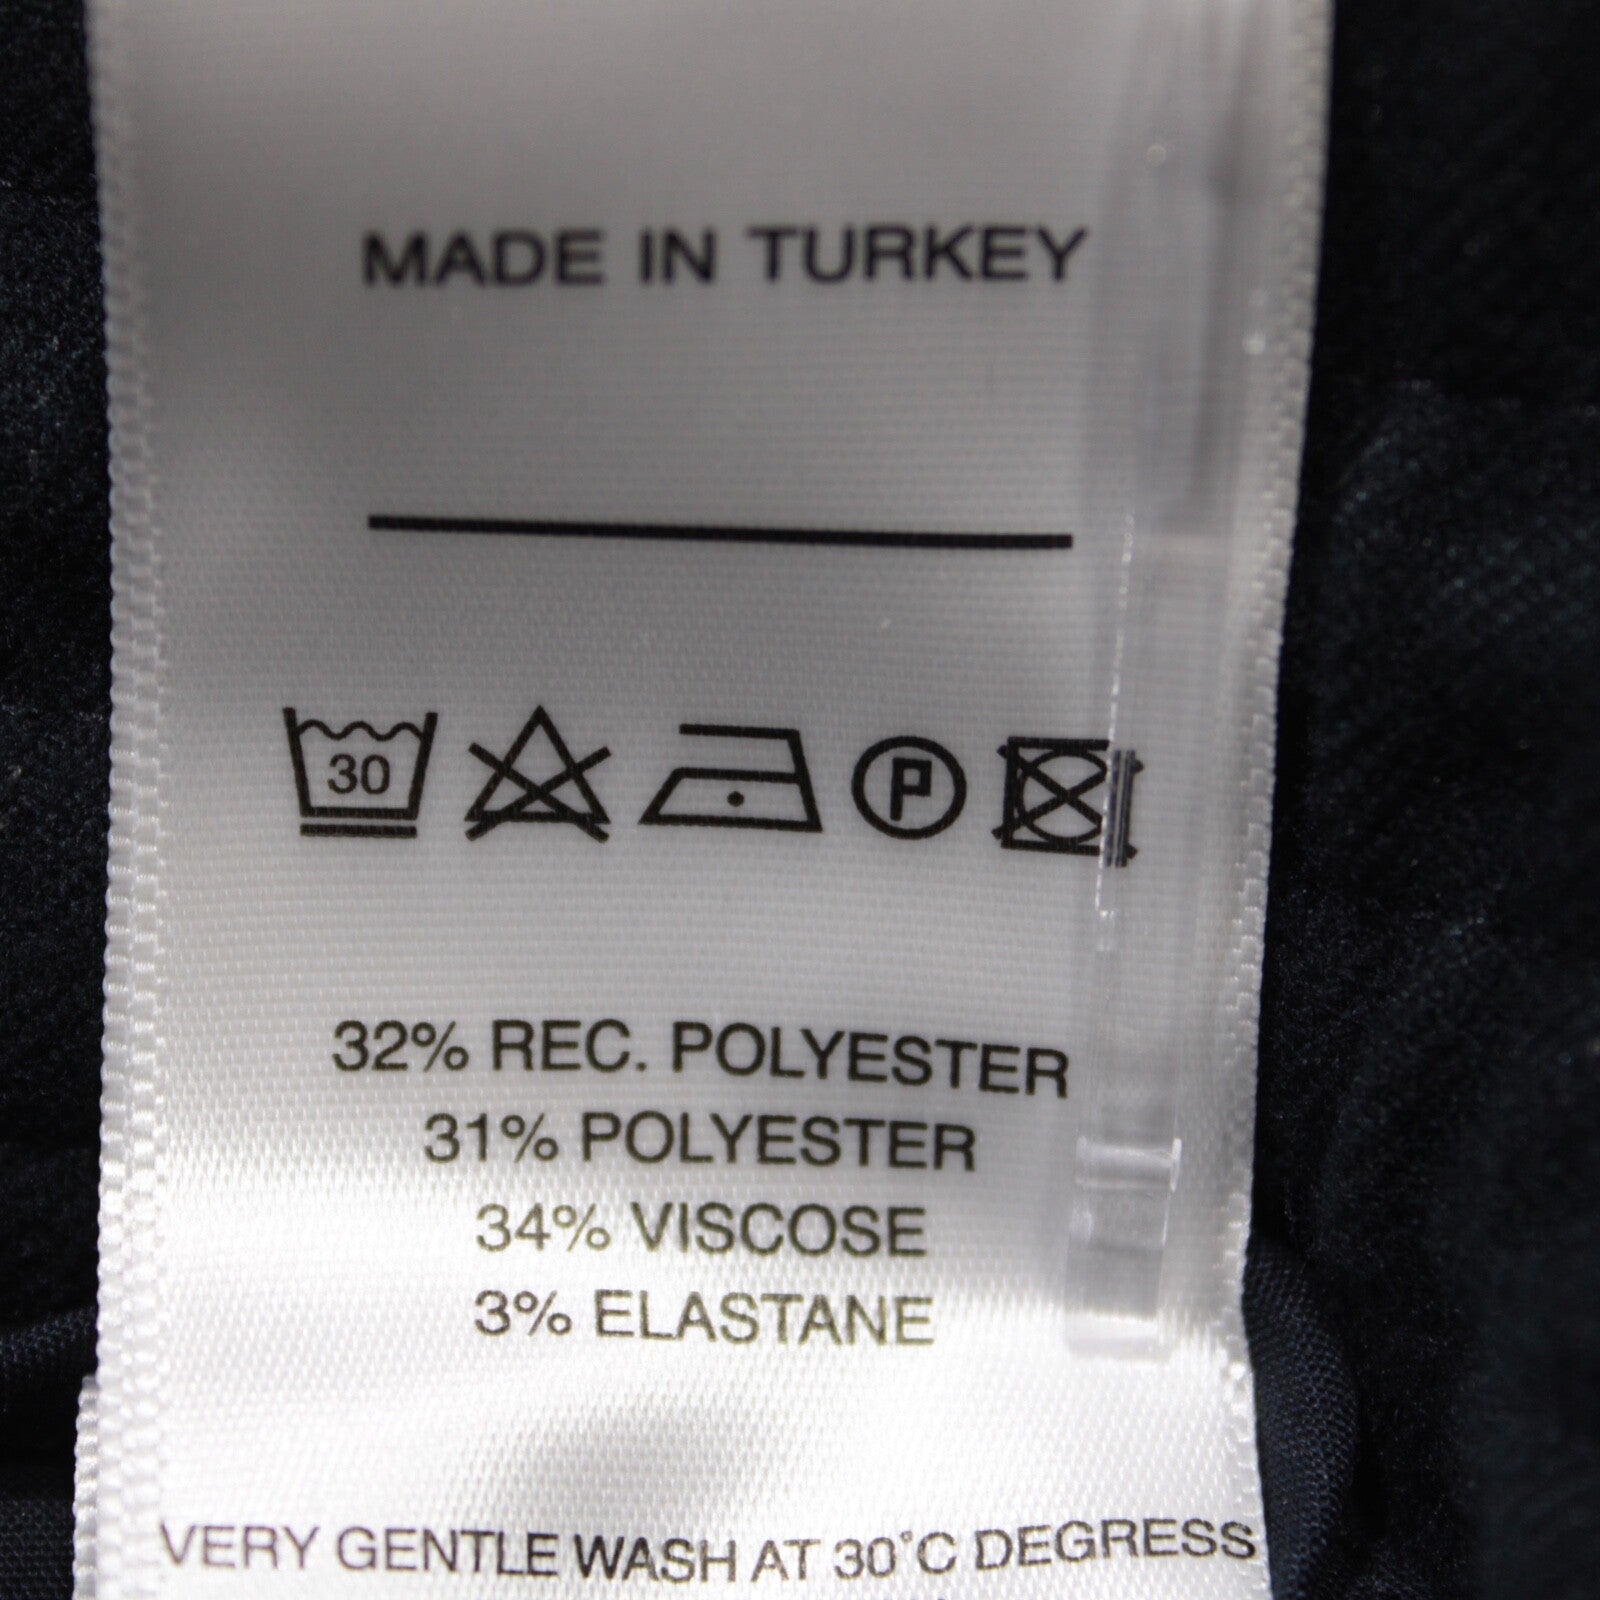 MADE IN TURKEY
30
P
32% REC. POLYESTER
31% POLYESTER
34% VISCOSE
3% ELASTANE
VERY GENTLE WASH AT 30°C DEGRESS